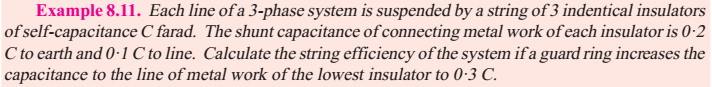 Example 8.11. Each line of a 3-phase system is suspended by a string of 3 indentical insulators
of self-capacitance C farad. The shunt capacitance of connecting metal work of each insulator is 0·2
C to earth and 0·1 C to line. Calculate the string efficiency of the system if a guard ring increases the
capacitance to the line of metal work of the lowest insulator to 0·3 C.